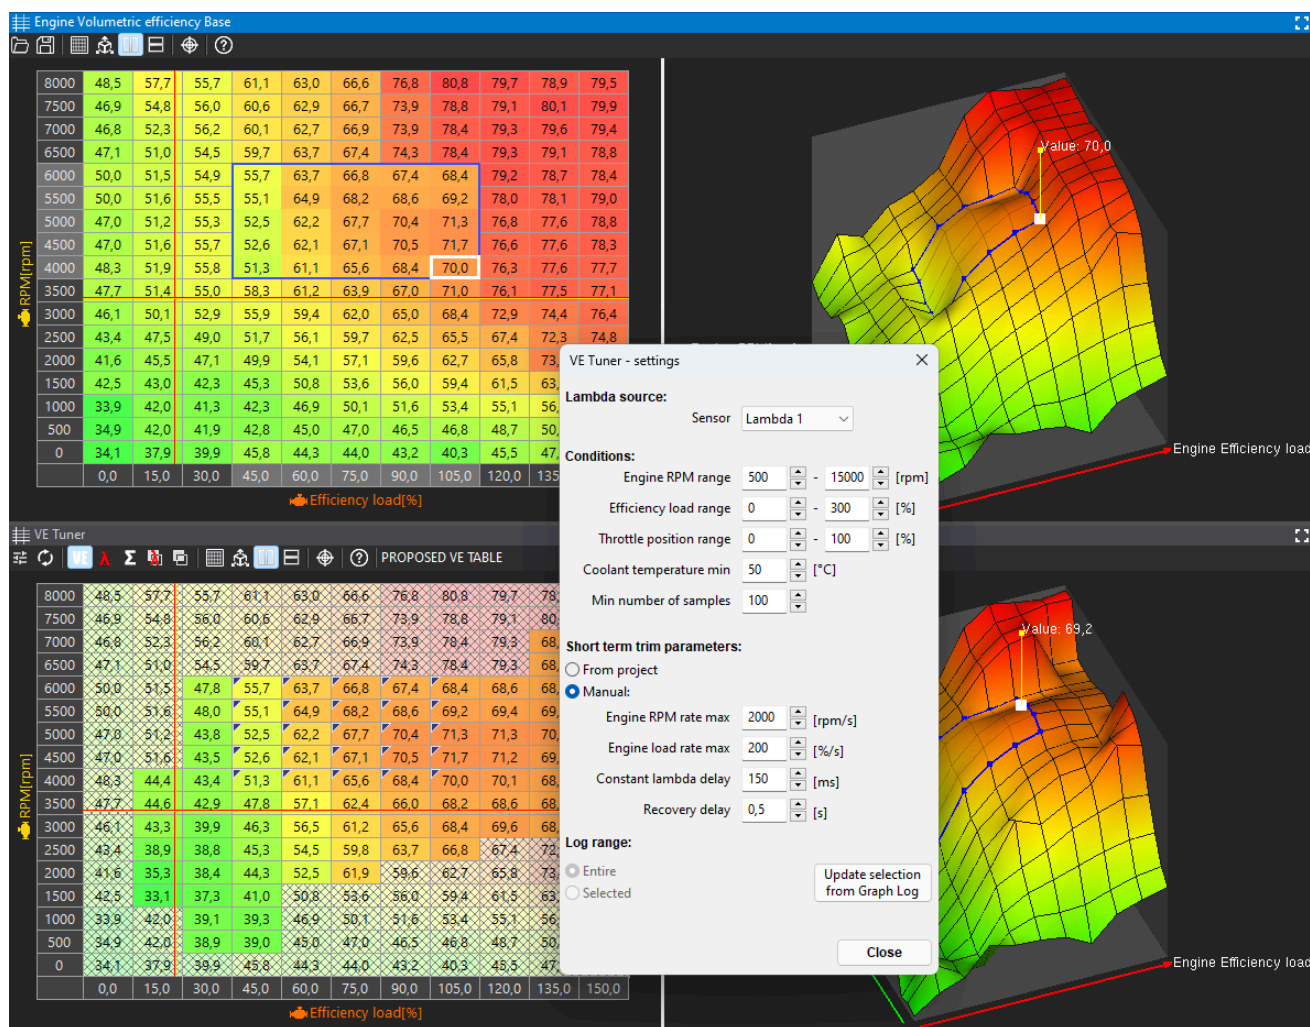 Engine Volumetric efficiency Base
8000 48,5 57,7 55,7 61,1 63,0 66,6 76,8 80,8 79,7 78,9 79,5
7500 46,9 54,8 56,0 60,6 62,9 66,7 73,9 78,8 79,1 80,1 79,9
7000 46,8 52,3 56,2 60,1 62,7 66,9 73,9 78,4 79,3 79,6 79,4
6500 47,1 51,0 54,5 59,7 63,7 67,4 74,3 78,4 79,3 79,1 78,8
6000 50,0 51,5 54,9 55,7 63,7 66,8 67,4 68,4 79,2 78,7 78,4
5500 50,0 51,6 55,5 55,1 64,9 68,2 68,6 69,2 78,0 78,1 79,0
5000 47,0 51,2 55,3 52,5 62,2 67,7 70,4 71,3 76,8 77,6 78,8
4500 47,0 51,6 55,7 52,6 62,1 67,1 70,5 71,7 76,6 77,6 78,3
4000 48,3 51,9 55,8 51,3 61,1 65,6 68,4 70,0 76,3 77,6 77,7
3500 47,7 51,4 55,0 58,3 61,2 63,9 67,0 71,0 76,1 77,5 77,1
3000 46,1 50,1 52,9 55,9 59,4 62,0 65,0 68,4 72,9 74,4 76,4
2500 43,4 47,5 49,0 51,7 56,1 59,7 62,5 65,5 67,4 72,3 74,8
2000 41,6 45,5 47,1 49,9 54,1 57,1 59,6 62,7 65,8 73,
1500 42,5 43,0 42,3 45,3 50,8 53,6 56,0 59,4 61,5 63,
1000 33,9 42,0 41,3 42,3 46,9 50,1 51,6 53,4 55,1 56,
500 34,9 42,0 41,9 42,8 45,0 47,0 46,5 46,8 48,7 50,
0 34,1 37,9 39,9 45,8 44,3 44,0 43,2 40,3 45,5 47,
0,0 15,0 30,0 45,0 60,0 75,0 90,0 105,0 120,0 135
RPM[rpm]
Efficiency load[%]
Value: 70,0
Engine Efficiency load
VE Tuner
VE λ Σ PROPOSED VE TABLE
8000 48,5 57,7 55,7 61,1 63,0 66,6 76,8 80,8 79,7 78,
7500 46,9 54,8 56,0 60,6 62,9 66,7 73,9 78,8 79,1 80,
7000 46,8 52,3 56,2 60,1 62,7 66,9 73,9 78,4 79,3 68,
6500 47,1 51,0 54,5 59,7 63,7 67,4 74,3 78,4 79,3 68,
6000 50,0 51,5 47,8 55,7 63,7 66,8 67,4 68,4 68,6 68,
5500 50,0 51,6 48,0 55,1 64,9 68,2 68,6 69,2 69,4 69,
5000 47,0 51,2 43,8 52,5 62,2 67,7 70,4 71,3 71,3 70,
4500 47,0 51,6 43,5 52,6 62,1 67,1 70,5 71,7 71,2 69,
4000 48,3 44,4 43,4 51,3 61,1 65,6 68,4 70,0 70,1 68,
3500 47,7 44,6 42,9 47,8 57,1 62,4 66,0 68,2 68,6 68,
3000 46,1 43,3 39,9 46,3 56,5 61,2 65,6 68,4 69,6 68,
2500 43,4 38,9 38,8 45,3 54,5 59,8 63,7 66,8 67,4 72,
2000 41,6 35,3 38,4 44,3 52,5 61,9 59,6 62,7 65,8 73,
1500 42,5 33,1 37,3 41,0 50,8 53,6 56,0 59,4 61,5 63,
1000 33,9 42,0 39,1 39,3 46,9 50,1 51,6 53,4 55,1 56,
500 34,9 42,0 38,9 39,0 45,0 47,0 46,5 46,8 48,7 50,
0 34,1 37,9 39,9 45,8 44,3 44,0 43,2 40,3 45,5 47,
0,0 15,0 30,0 45,0 60,0 75,0 90,0 105,0 120,0 135,0 150,0
RPM[rpm]
Efficiency load[%]
Value: 69,2
Engine Efficiency load
VE Tuner - settings
Lambda source:
Sensor Lambda 1
Conditions:
Engine RPM range 500 - 15000 [rpm]
Efficiency load range 0 - 300 [%]
Throttle position range 0 - 100 [%]
Coolant temperature min 50 [°C]
Min number of samples 100
Short term trim parameters:
From project
Manual:
Engine RPM rate max 2000 [rpm/s]
Engine load rate max 200 [%/s]
Constant lambda delay 150 [ms]
Recovery delay 0,5 [s]
Log range:
Entire
Selected
Update selection
from Graph Log
Close